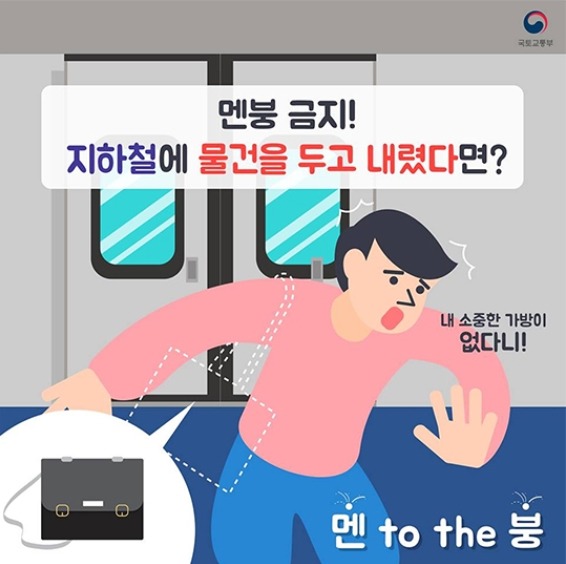 국토교통부
멘붕 금지!
지하철에 물건을 두고 내렸다면?
내 소중한 가방이
없다니!
멘 to the 붕